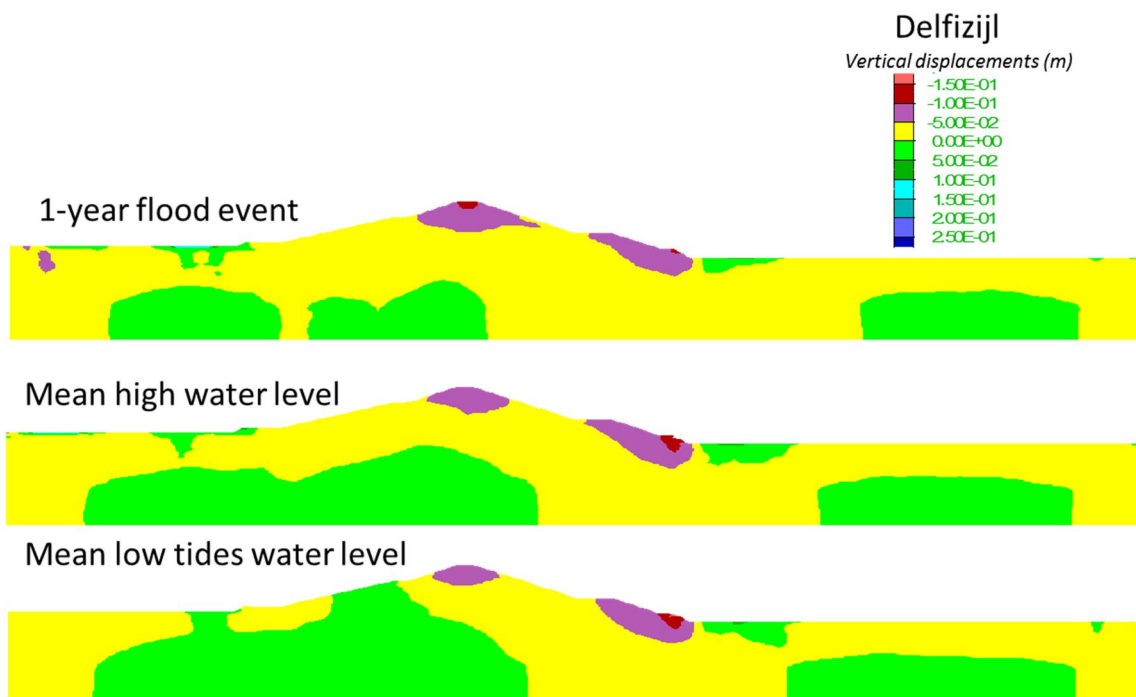 Delfizijl
Vertical displacements (m)
-1.50E-01
-1.00E-01
-5.00E-02
0.00E+00
5.00E-02
1.00E-01
1.50E-01
2.00E-01
2.50E-01
1-year flood event
Mean high water level
Mean low tides water level